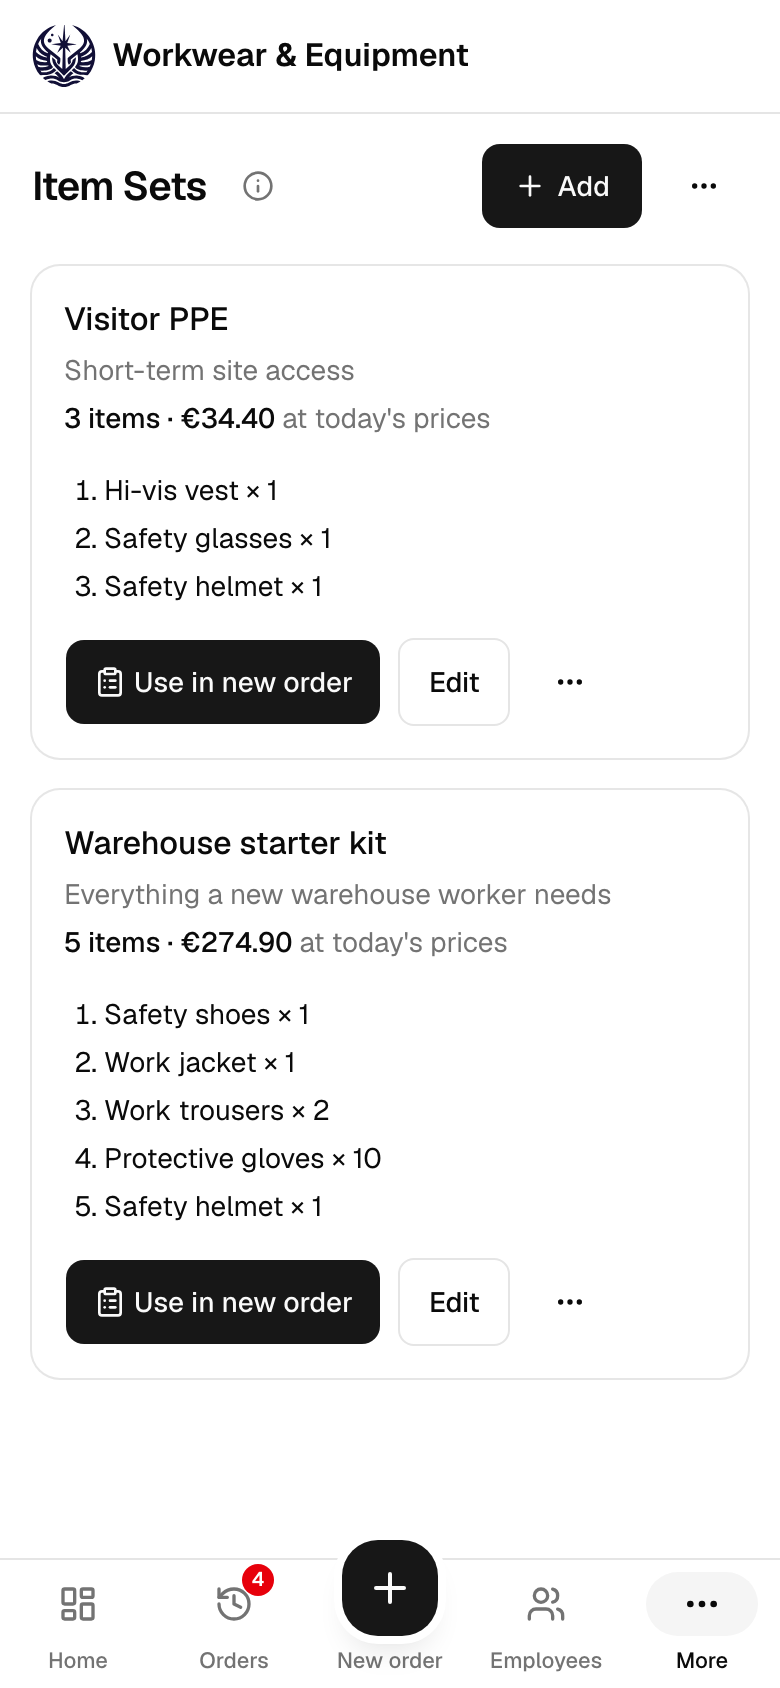 Workwear & Equipment
Item Sets
Add
Visitor PPE
Short-term site access
3 items · €34.40 at today's prices
1. Hi-vis vest × 1
2. Safety glasses × 1
3. Safety helmet × 1
Use in new order
Edit
Warehouse starter kit
Everything a new warehouse worker needs
5 items · €274.90 at today's prices
1. Safety shoes × 1
2. Work jacket × 1
3. Work trousers × 2
4. Protective gloves × 10
5. Safety helmet × 1
Use in new order
Edit
4
Home
Orders
New order
Employees
More